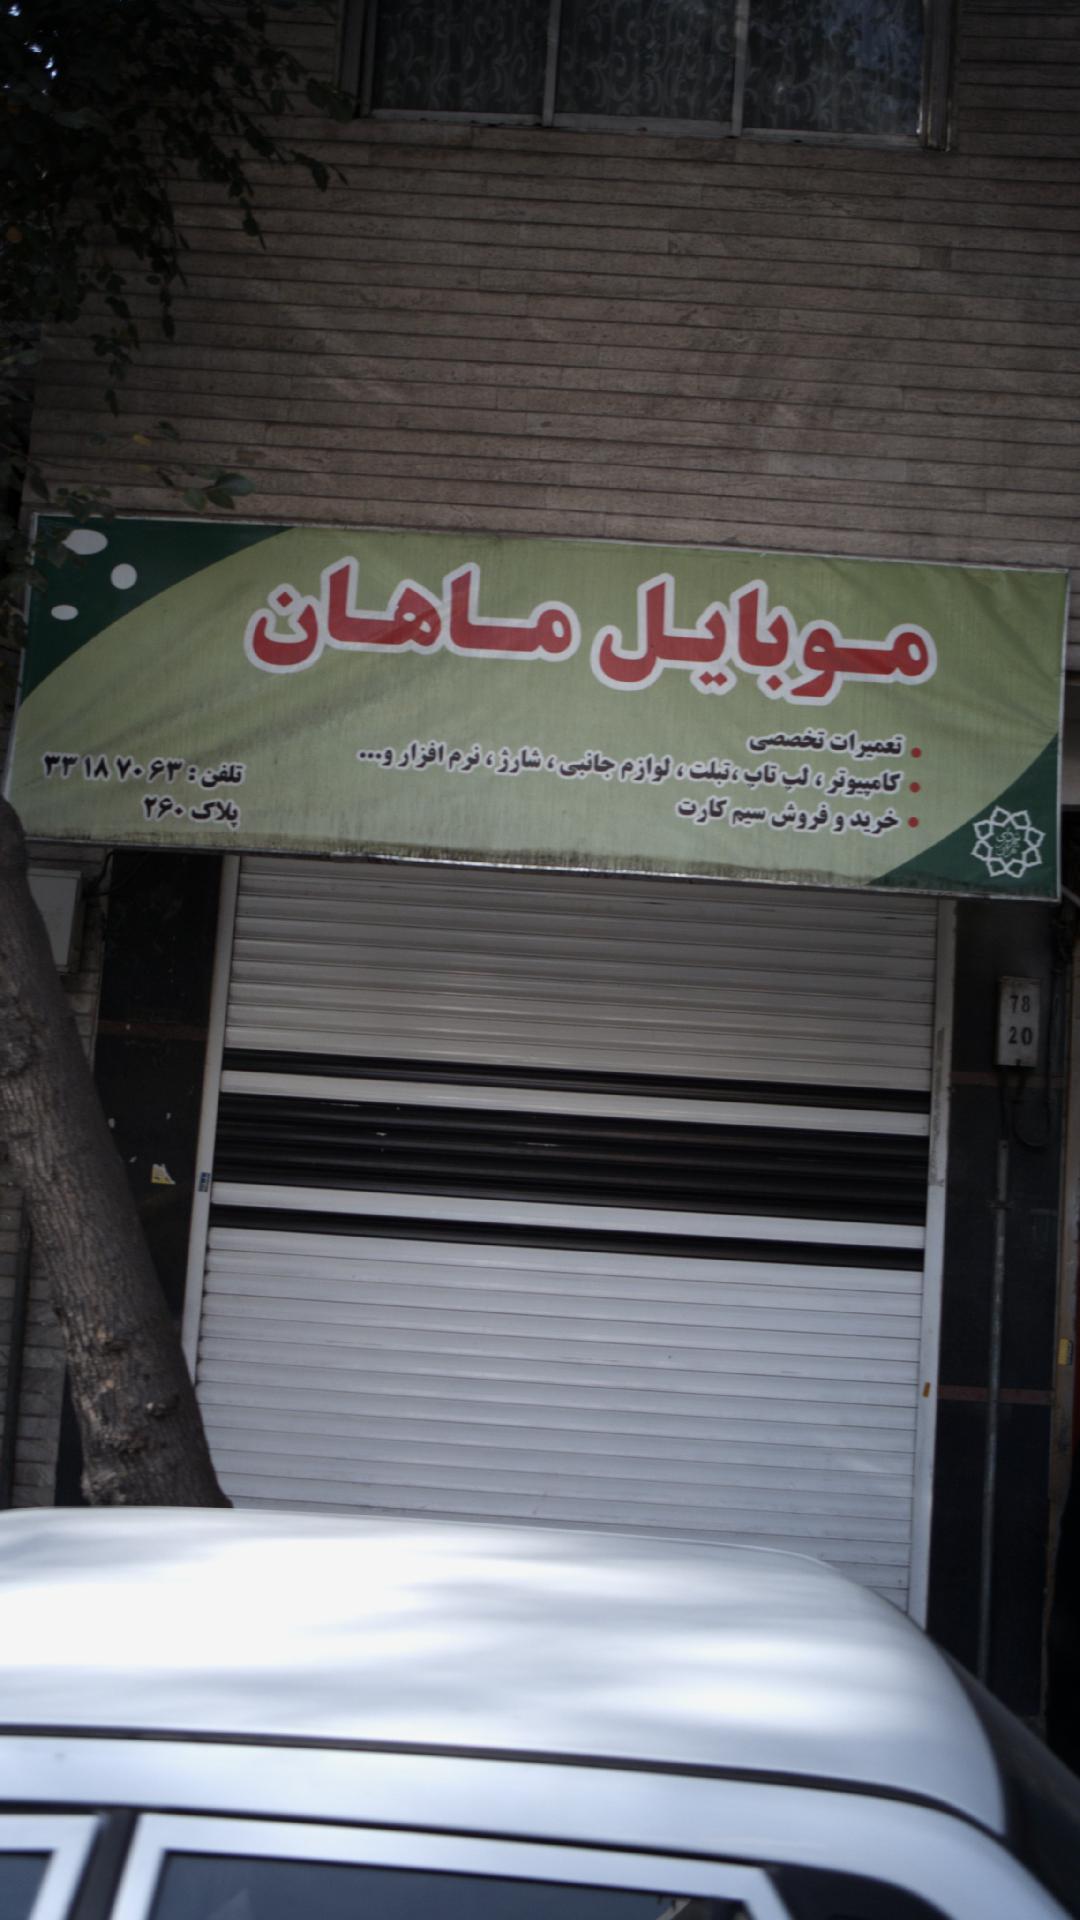 موبایل ماهان
تعمیرات تخصصی
کامپیوتر ، لپ تاپ ،تبلت ، لوازم جانبی ، شارژ ، نرم افزار و...
خرید و فروش سیم کارت
تلفن : ۳۳۱۸۷۰۶۳
پلاک ۲۶۰
78
20